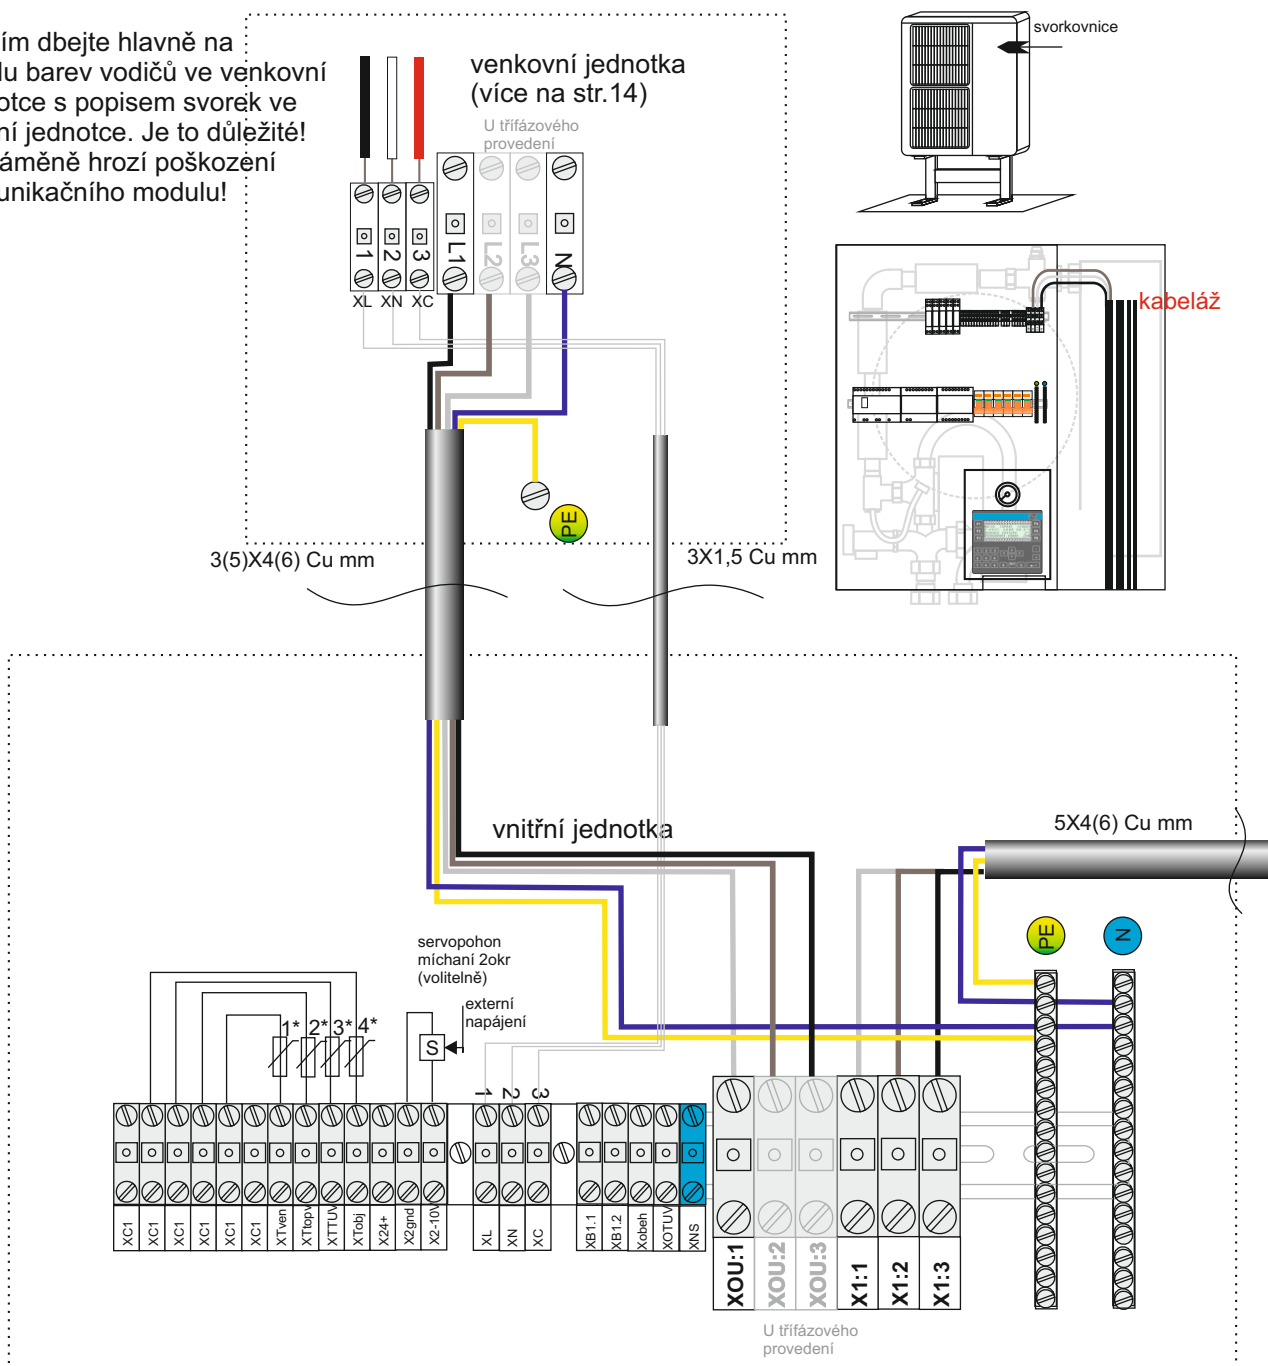 ím dbejte hlavně na
du barev vodičů ve venkovní
otce s popisem svorek ve
ní jednotce. Je to důležité!
áměně hrozí poškození
unikačního modulu!
venkovní jednotka
(více na str.14)
U třífázového
provedení
svorkovnice
1 2 3 L1 L2 L3 N
XL XN XC
kabeláž
PE
3(5)X4(6) Cu mm
3X1,5 Cu mm
vnitřní jednotka
5X4(6) Cu mm
PE N
servopohon
míchaní 2okr
(volitelně)
externí
napájení
S
1* 2* 3* 4*
1 2 3
XC1 XC1 XC1 XC1 XC1 XC1 XTven XTtopv XTTUV XTobj X24+ X2gnd X2-10V XL XN XC XB1.1 XB1.2 Xobeh XOTUV XNS
XOU:1 XOU:2 XOU:3 X1:1 X1:2 X1:3
U třífázového
provedení